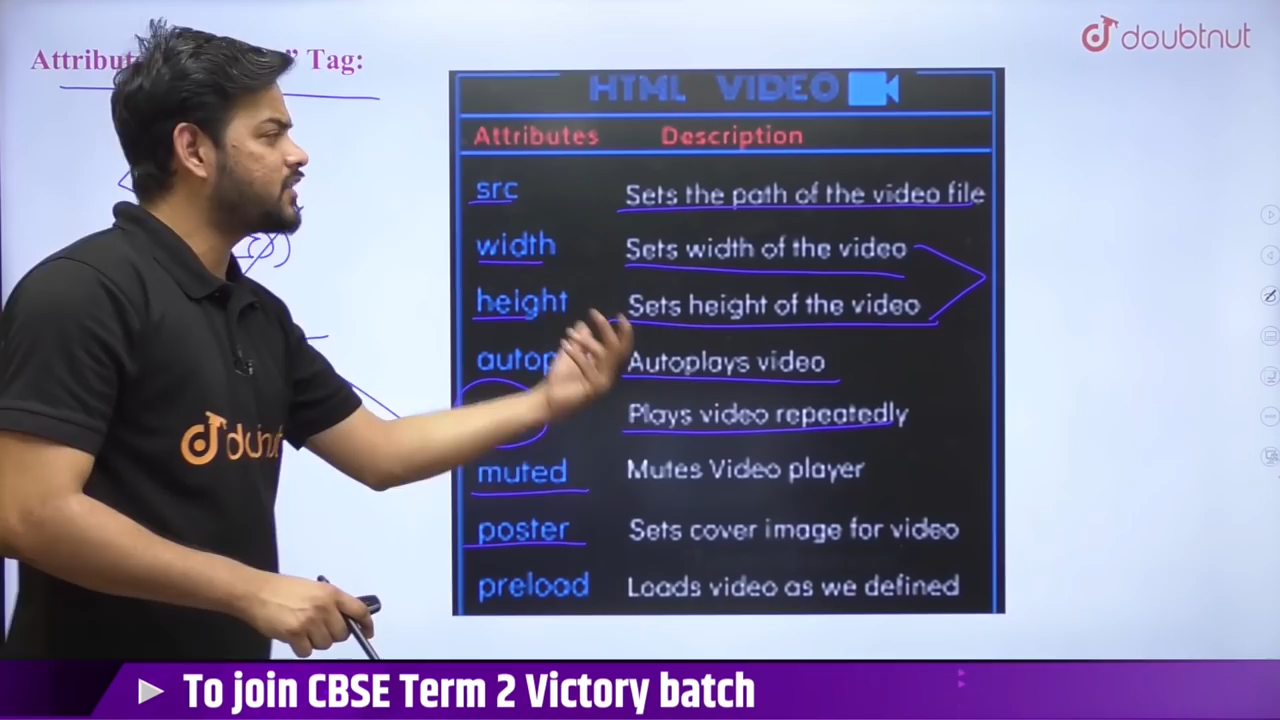 Attribut ” Tag:
doubtnut
HTML VIDEO
Attributes Description
src Sets the path of the video file
width Sets width of the video
height Sets height of the video
autop Autoplays video
Plays video repeatedly
muted Mutes Video player
poster Sets cover image for video
preload Loads video as we defined
To join CBSE Term 2 Victory batch